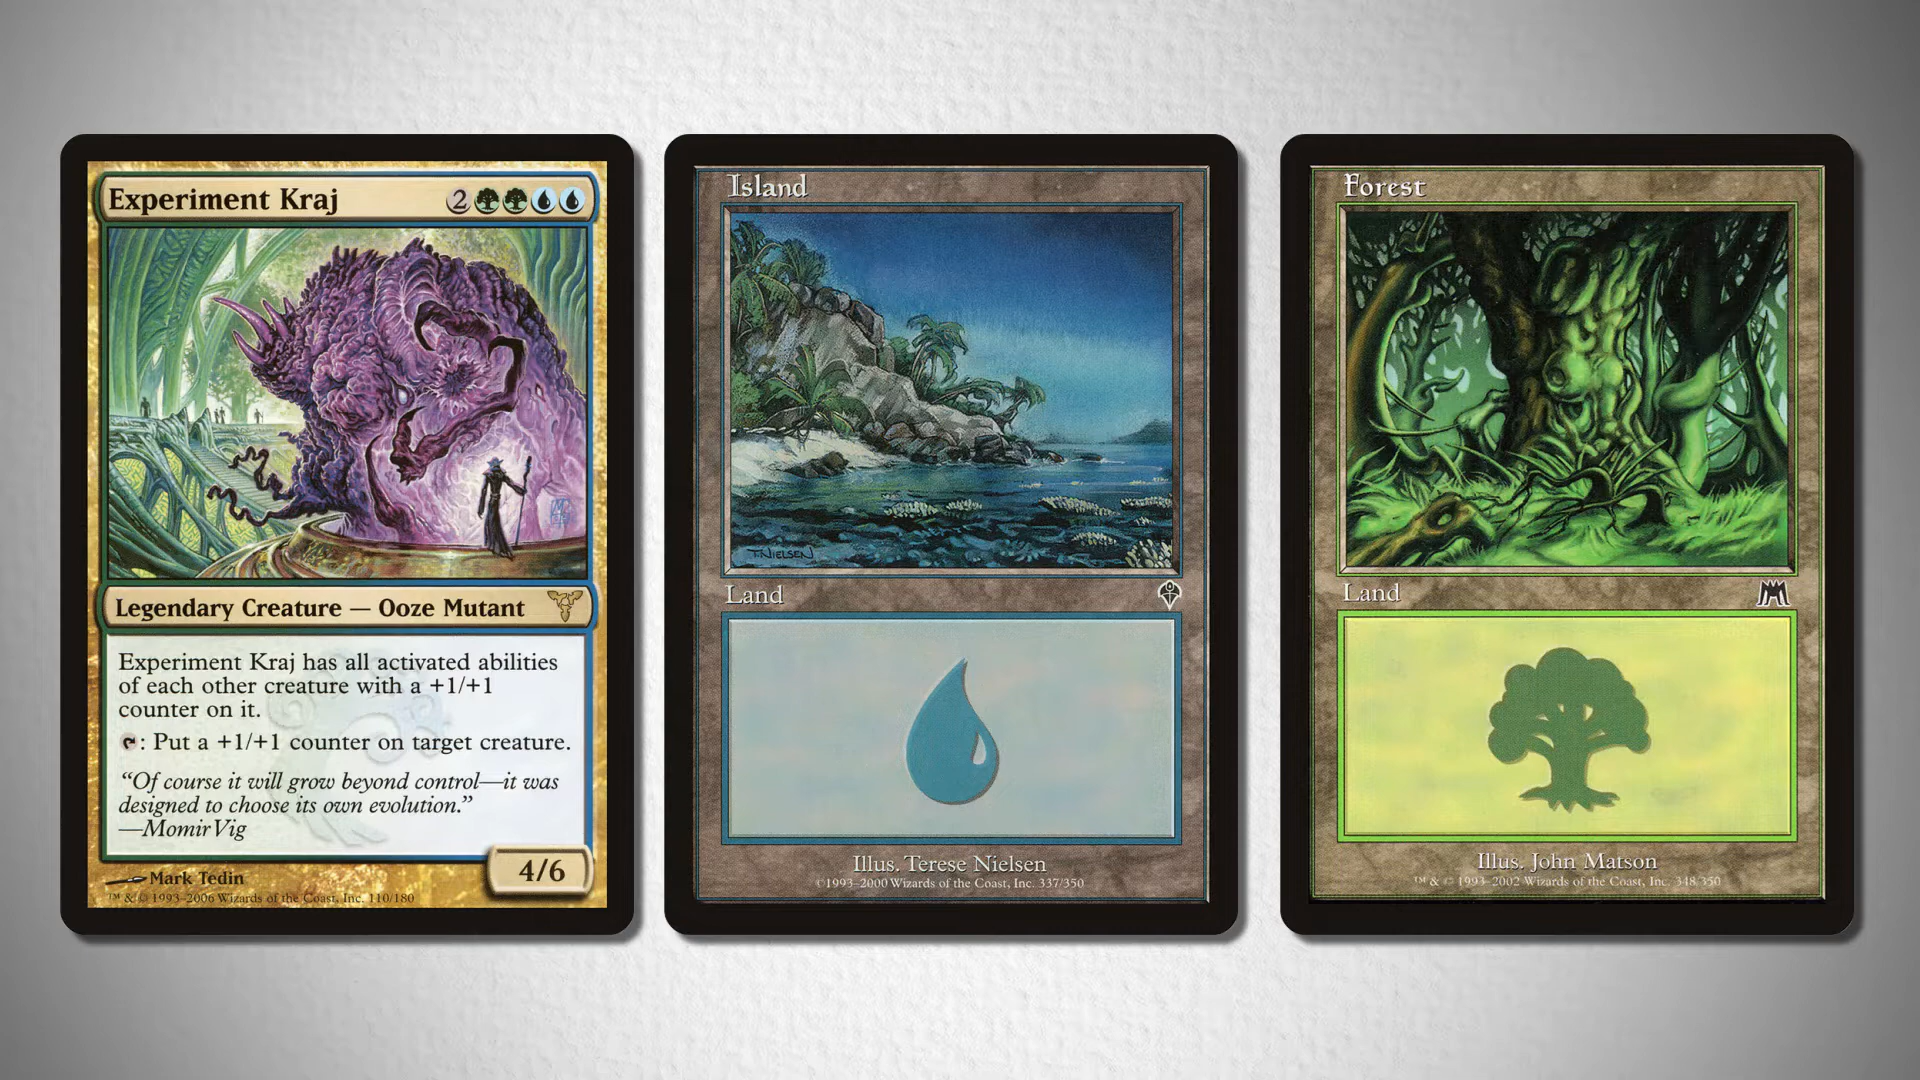 Experiment Kraj
2
Legendary Creature — Ooze Mutant
Experiment Kraj has all activated abilities
of each other creature with a +1/+1
counter on it.
: Put a +1/+1 counter on target creature.
“Of course it will grow beyond control—it was
designed to choose its own evolution.”
—Momir Vig
4/6
Mark Tedin
™ & © 1993–2006 Wizards of the Coast, Inc. 110/180
Island
T. NIELSEN
Land
Illus. Terese Nielsen
©1993–2000 Wizards of the Coast, Inc. 337/350
Forest
Land
Illus. John Matson
™ & © 1993–2002 Wizards of the Coast, Inc. 348/350